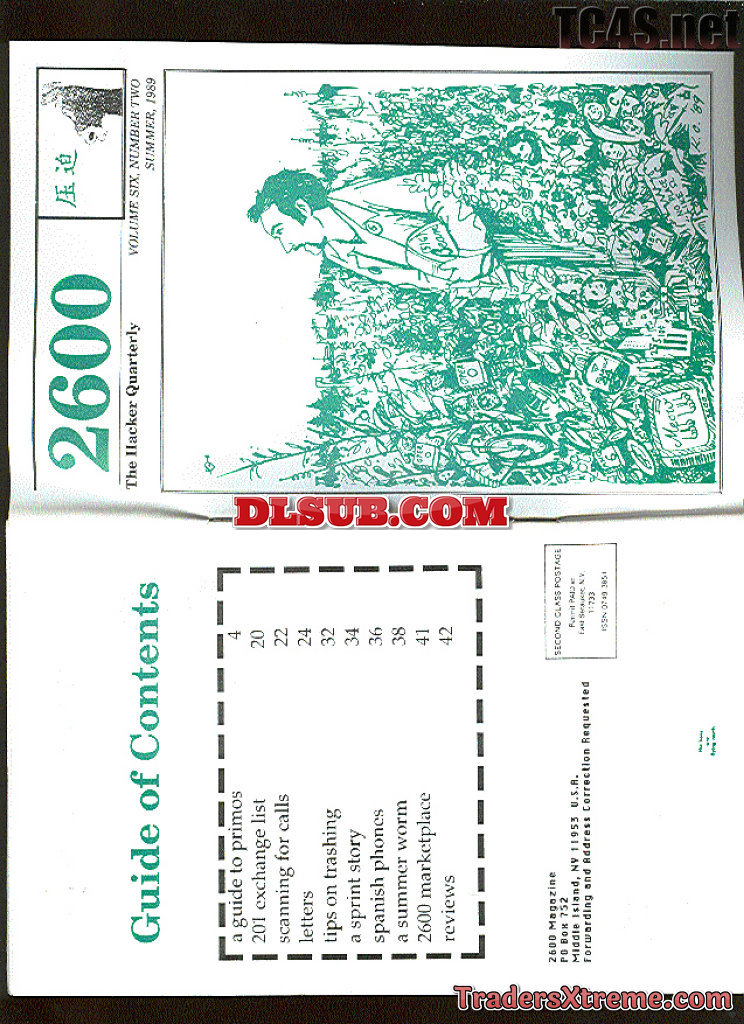 TC4S.net
2600
The Hacker Quarterly
VOLUME SIX, NUMBER TWO
SUMMER, 1989
压迫
K.O. 89
DLSUB.COM
Guide of Contents
a guide to primos 4
201 exchange list 20
scanning for calls 22
letters 24
tips on trashing 32
a sprint story 34
spanish phones 36
a summer worm 38
2600 marketplace 41
reviews 42
2600 Magazine
PO Box 752
Middle Island, NY 11953 U.S.A.
Forwarding and Address Correction Requested
SECOND CLASS POSTAGE
Permit PAID at
East Setauket, N.Y.
11733
ISSN 0749-3851
TradersXtreme.com